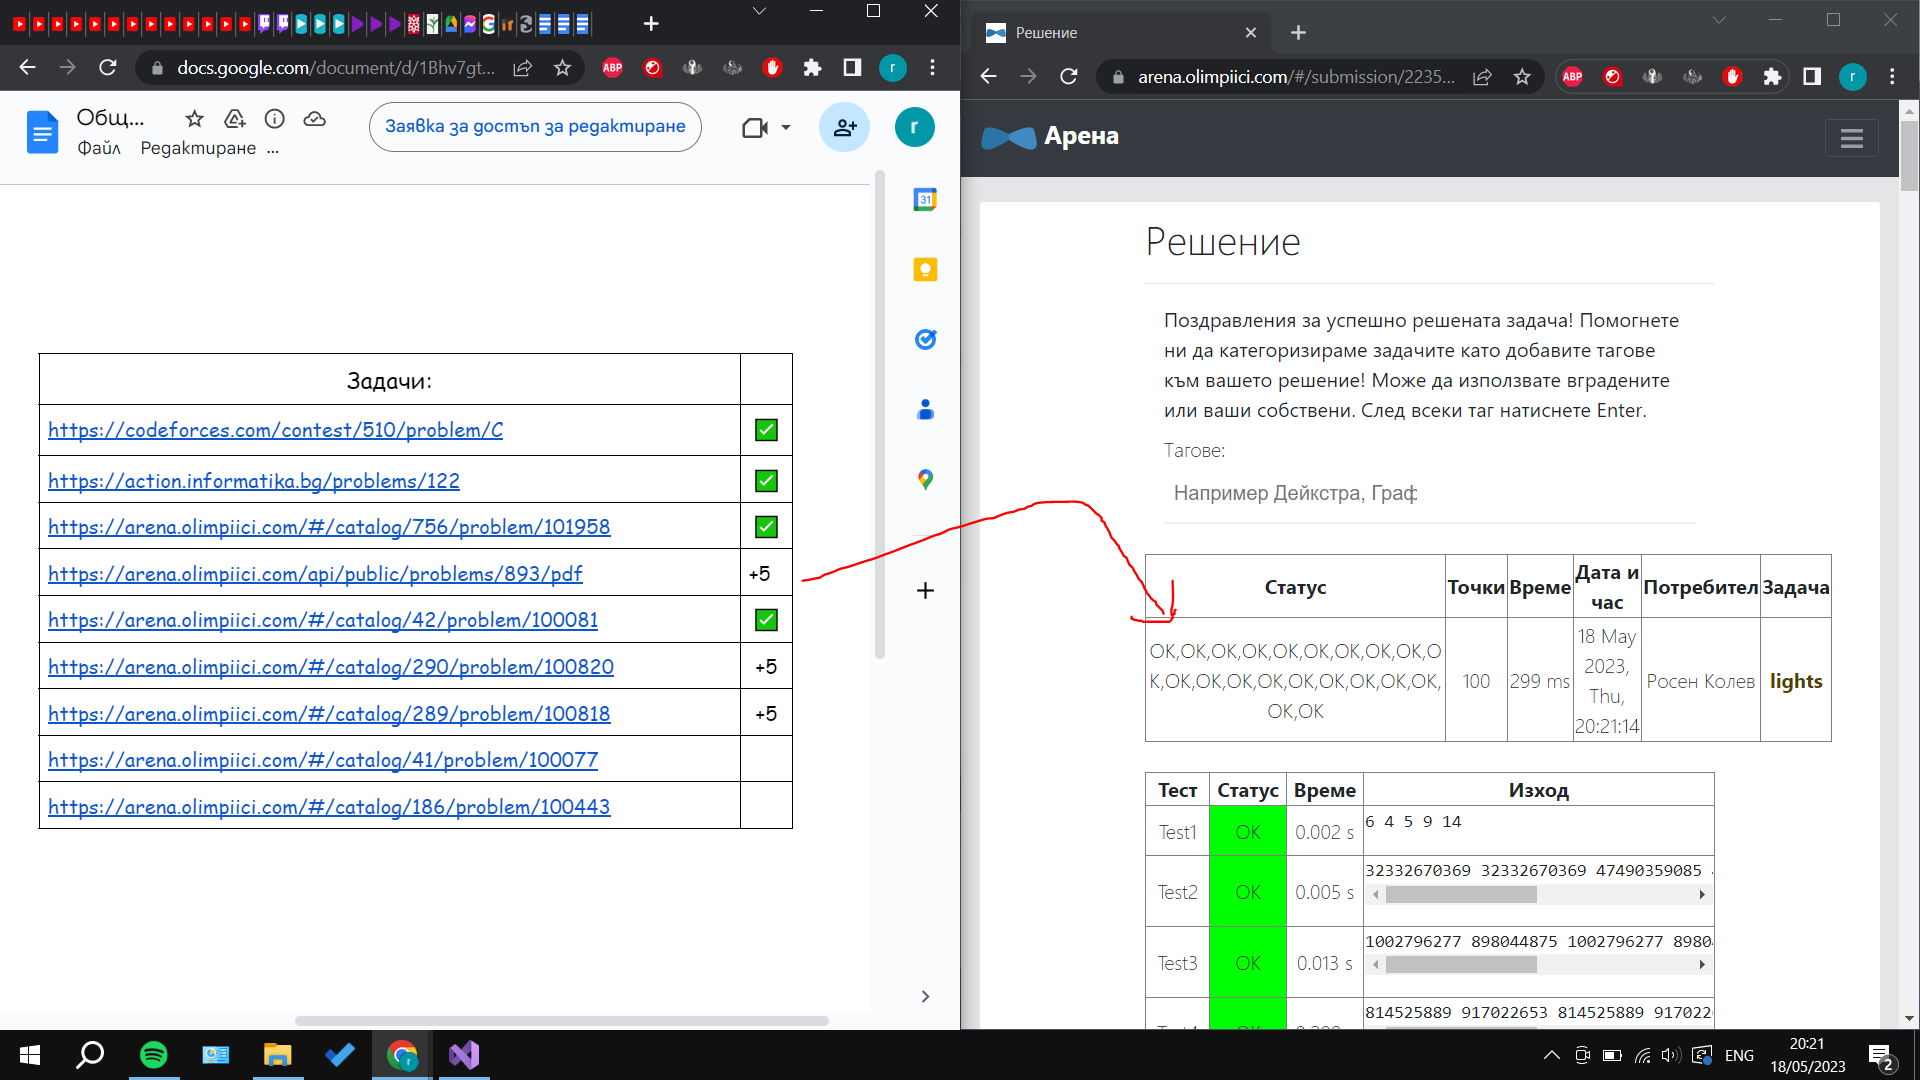 docs.google.com/document/d/1Bhv7gt...
Общ...
Файл Редактиране ...
Заявка за достъп за редактиране
r
r
31
Задачи:
https://codeforces.com/contest/510/problem/C
https://action.informatika.bg/problems/122
https://arena.olimpiici.com/#/catalog/756/problem/101958
https://arena.olimpiici.com/api/public/problems/893/pdf +5
https://arena.olimpiici.com/#/catalog/42/problem/100081
https://arena.olimpiici.com/#/catalog/290/problem/100820 +5
https://arena.olimpiici.com/#/catalog/289/problem/100818 +5
https://arena.olimpiici.com/#/catalog/41/problem/100077
https://arena.olimpiici.com/#/catalog/186/problem/100443
Решение
arena.olimpiici.com/#/submission/2235...
ABP
ABP
r
Арена
Решение
Поздравления за успешно решената задача! Помогнете
ни да категоризираме задачите като добавите тагове
към вашето решение! Може да използвате вградените
или ваши собствени. След всеки таг натиснете Enter.
Тагове:
Например Дейкстра, Граф
Статус Точки Време Дата и час Потребител Задача
OK,OK,OK,OK,OK,OK,OK,OK,OK,O
K,OK,OK,OK,OK,OK,OK,OK,OK,OK,
OK,OK
100
299 ms
18 May
2023,
Thu,
20:21:14
Росен Колев
lights
Тест Статус Време Изход
Test1 OK 0.002 s 6 4 5 9 14
Test2 OK 0.005 s 32332670369 32332670369 47490359085
Test3 OK 0.013 s 1002796277 898044875 1002796277 8980
814525889 917022653 814525889 917022
ENG
20:21
18/05/2023
2